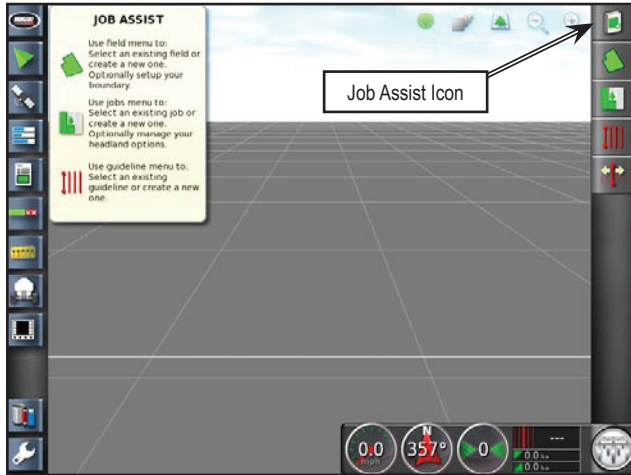 JOB ASSIST
Use field menu to:
Select an existing field or
create a new one.
Optionally setup your
boundary.
Use jobs menu to:
Select an existing job or
create a new one.
Optionally manage your
headland options.
Use guideline menu to:
Select an existing
guideline or create a new
one.
Job Assist Icon
0.0
mph
N
357°
0
---
0.0 ha
0.0 ha